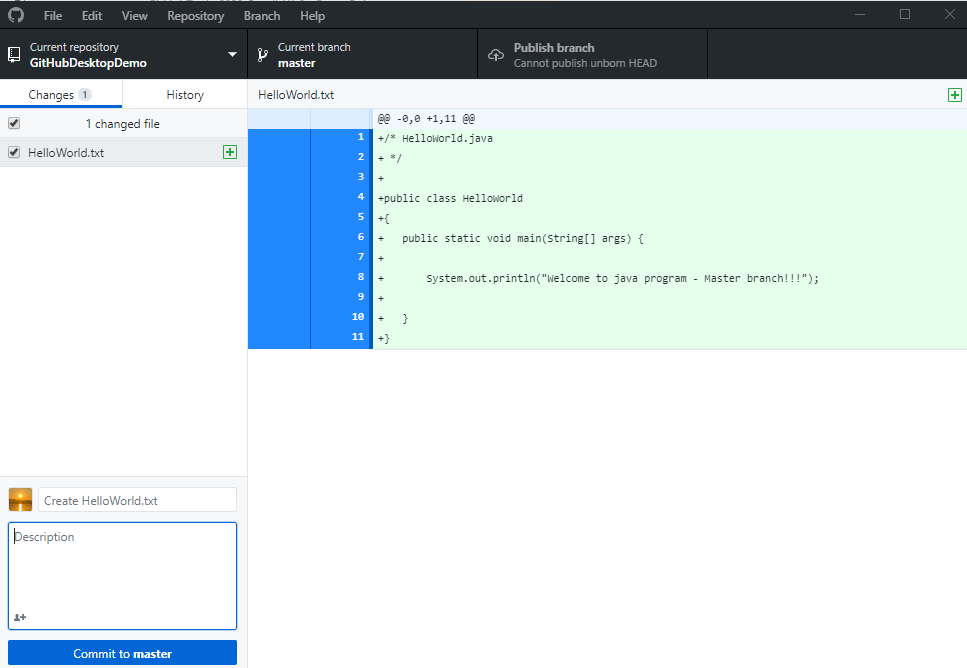 File Edit View Repository Branch Help
Current repository
GitHubDesktopDemo
Current branch
master
Publish branch
Cannot publish unborn HEAD
Changes 1
History
1 changed file
HelloWorld.txt
HelloWorld.txt
@@ -0,0 +1,11 @@
1 +/* HelloWorld.java
2 + */
3 +
4 +public class HelloWorld
5 +{
6 +   public static void main(String[] args) {
7 +
8 +       System.out.println("Welcome to java program - Master branch!!!");
9 +
10 +   }
11 +}
Create HelloWorld.txt
Description
Commit to master